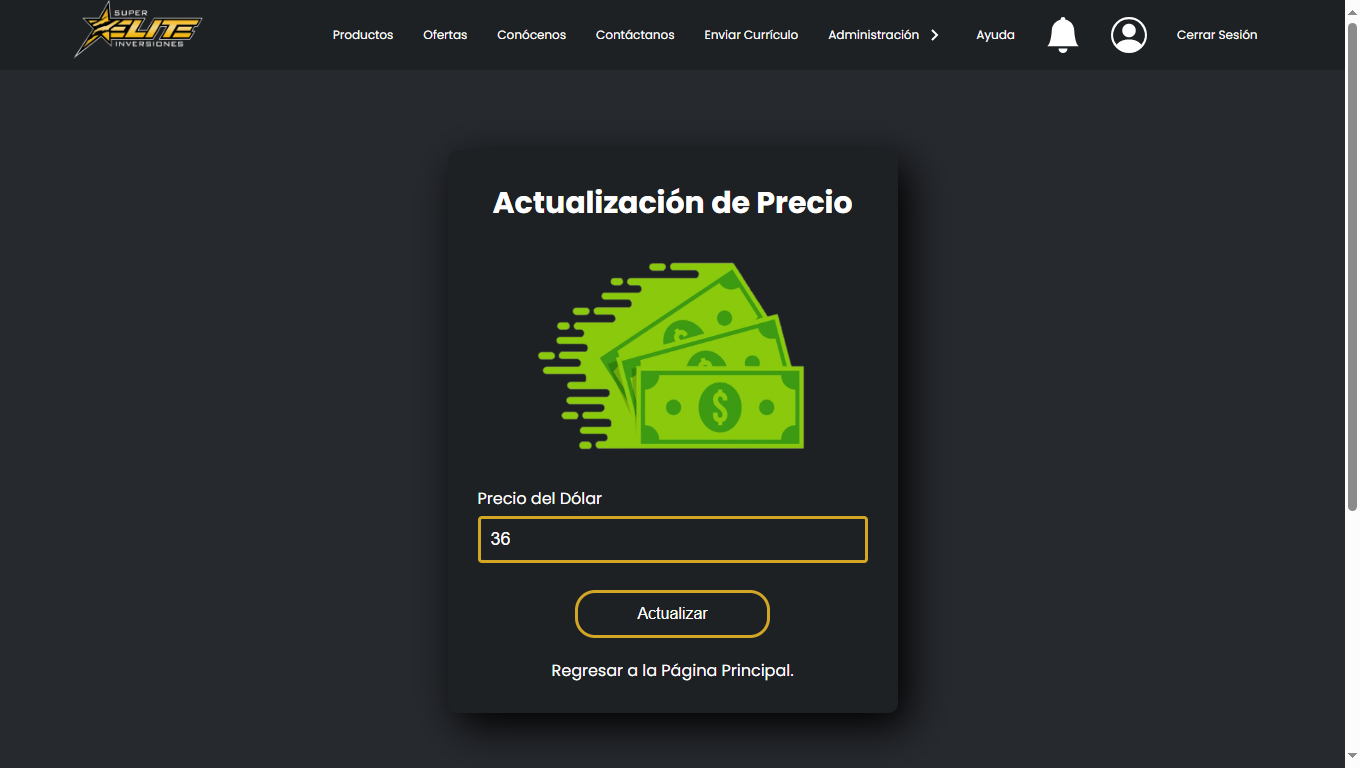 SUPER
ELITE
INVERSIONES
Productos Ofertas Conócenos Contáctanos Enviar Currículo Administración Ayuda Cerrar Sesión
Actualización de Precio
$
Precio del Dólar
36
Actualizar
Regresar a la Página Principal.